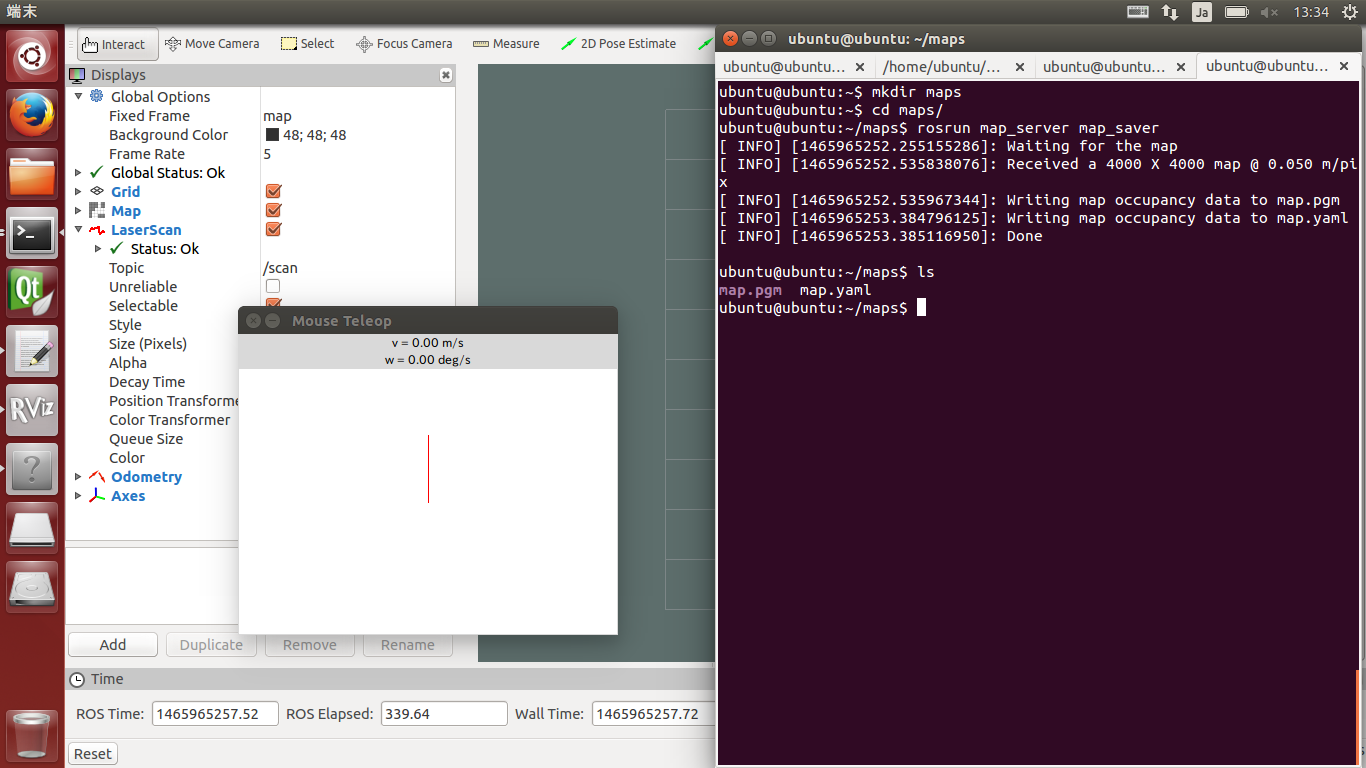 端末
Ja
13:34
Interact
Move Camera
Select
Focus Camera
Measure
2D Pose Estimate
Displays
Global Options
Fixed Frame
map
Background Color
48; 48; 48
Frame Rate
5
Global Status: Ok
Grid
Map
LaserScan
Status: Ok
Topic
/scan
Unreliable
Selectable
Style
Size (Pixels)
Alpha
Decay Time
Position Transforme
Color Transformer
Queue Size
Color
Odometry
Axes
Add
Duplicate
Remove
Rename
Time
ROS Time:
1465965257.52
ROS Elapsed:
339.64
Wall Time:
1465965257.72
Reset
Qt
RViz
?
>_
Mouse Teleop
v = 0.00 m/s
w = 0.00 deg/s
ubuntu@ubuntu: ~/maps
ubuntu@ubuntu...
/home/ubuntu/...
ubuntu@ubuntu...
ubuntu@ubuntu...
ubuntu@ubuntu:~$ mkdir maps
ubuntu@ubuntu:~$ cd maps/
ubuntu@ubuntu:~/maps$ rosrun map_server map_saver
[ INFO] [1465965252.255155286]: Waiting for the map
[ INFO] [1465965252.535838076]: Received a 4000 X 4000 map @ 0.050 m/pi
x
[ INFO] [1465965252.535967344]: Writing map occupancy data to map.pgm
[ INFO] [1465965253.384796125]: Writing map occupancy data to map.yaml
[ INFO] [1465965253.385116950]: Done
ubuntu@ubuntu:~/maps$ ls
map.pgm  map.yaml
ubuntu@ubuntu:~/maps$